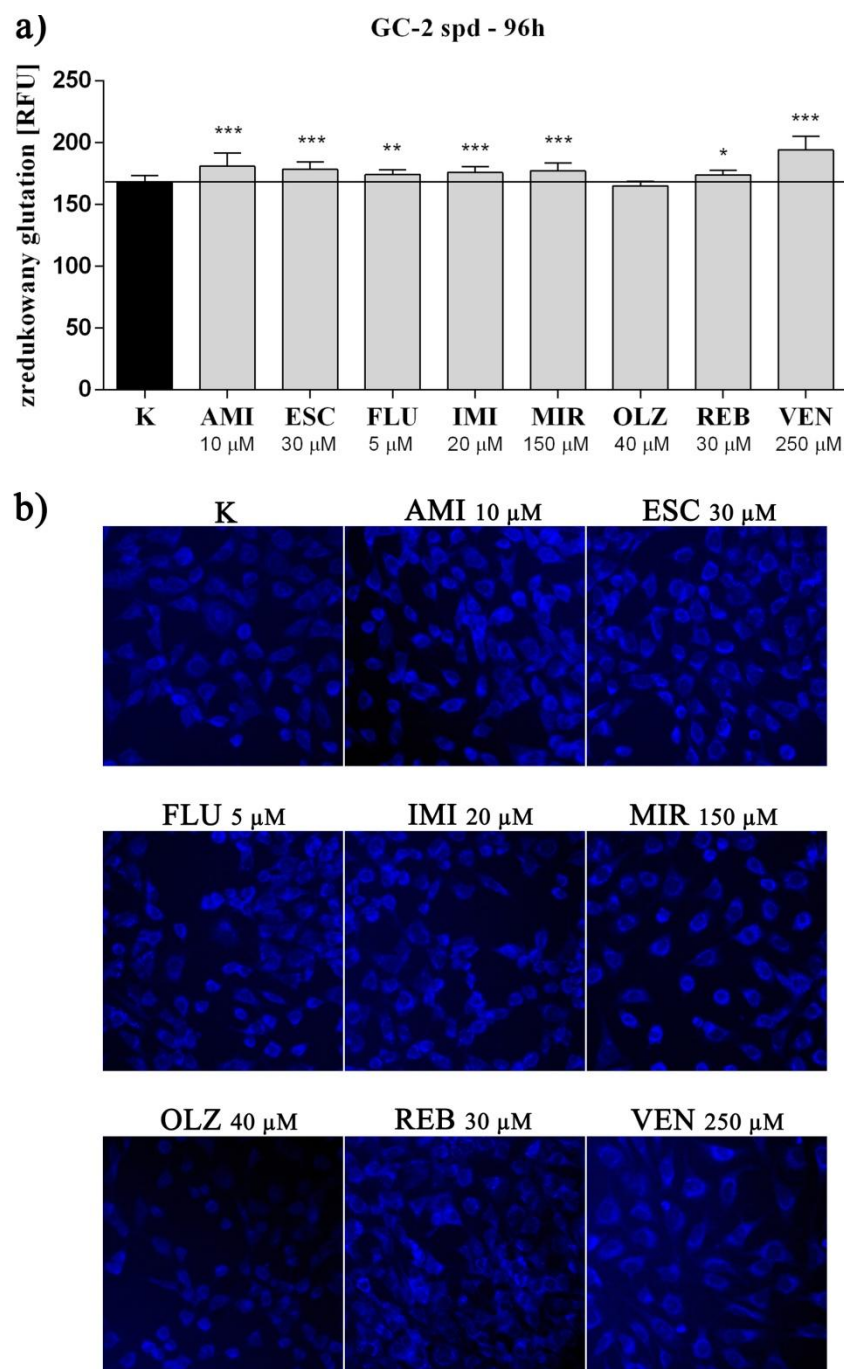 a)
GC-2 spd - 96h
zredukowany glutation [RFU]
250
200
150
100
50
0
***
***
**
***
***
*
***
K AMI ESC FLU IMI MIR OLZ REB VEN
10 µM 30 µM 5 µM 20 µM 150 µM 40 µM 30 µM 250 µM
b)
K AMI 10 µM ESC 30 µM
FLU 5 µM IMI 20 µM MIR 150 µM
OLZ 40 µM REB 30 µM VEN 250 µM